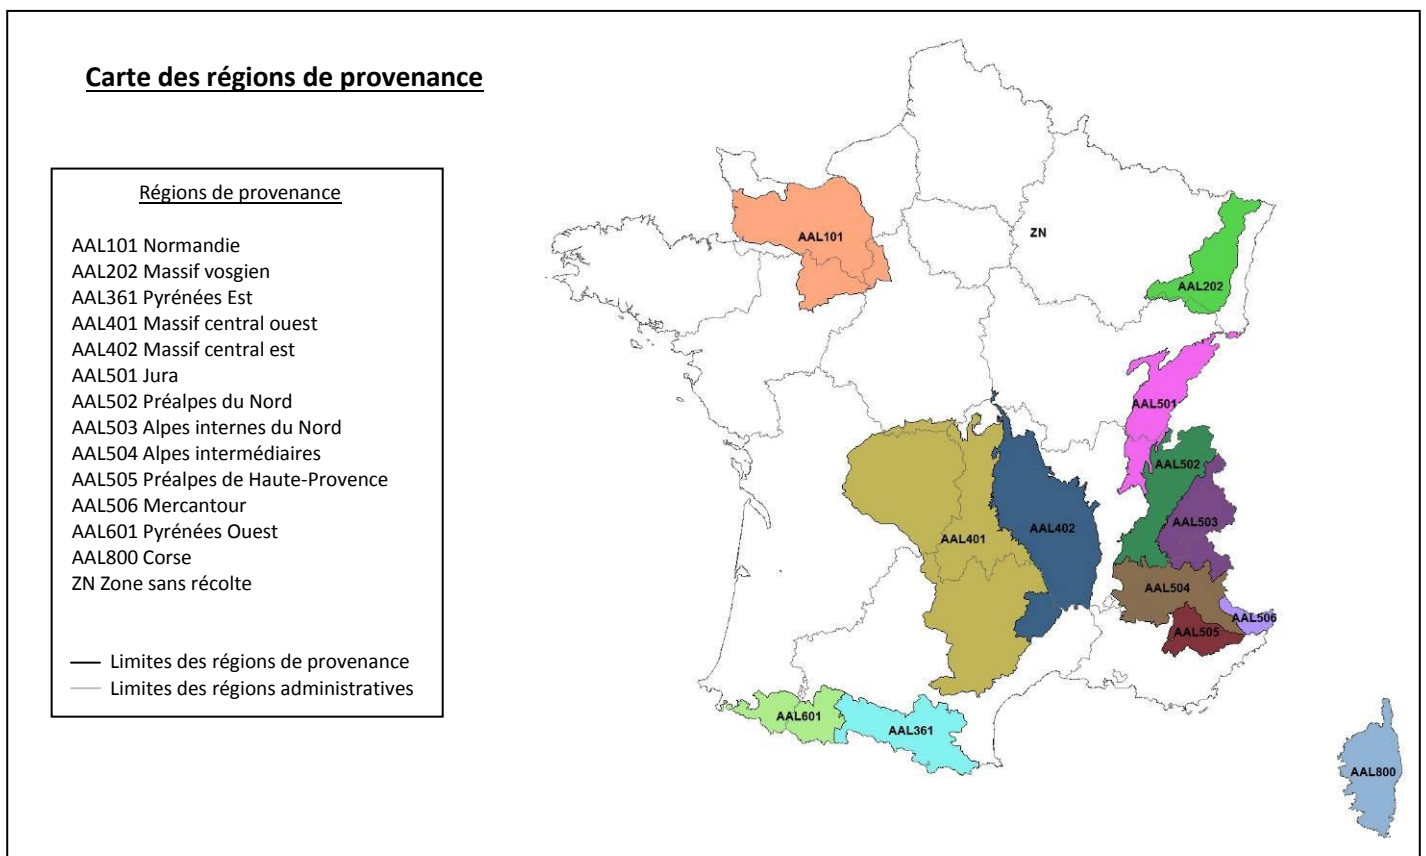 Carte des régions de provenance
Régions de provenance
AAL101 Normandie
AAL202 Massif vosgien
AAL361 Pyrénées Est
AAL401 Massif central ouest
AAL402 Massif central est
AAL501 Jura
AAL502 Préalpes du Nord
AAL503 Alpes internes du Nord
AAL504 Alpes intermédiaires
AAL505 Préalpes de Haute-Provence
AAL506 Mercantour
AAL601 Pyrénées Ouest
AAL800 Corse
ZN Zone sans récolte
Limites des régions de provenance
Limites des régions administratives
ZN
AAL101
AAL202
AAL501
AAL502
AAL503
AAL402
AAL401
AAL504
AAL506
AAL505
AAL601
AAL361
AAL800